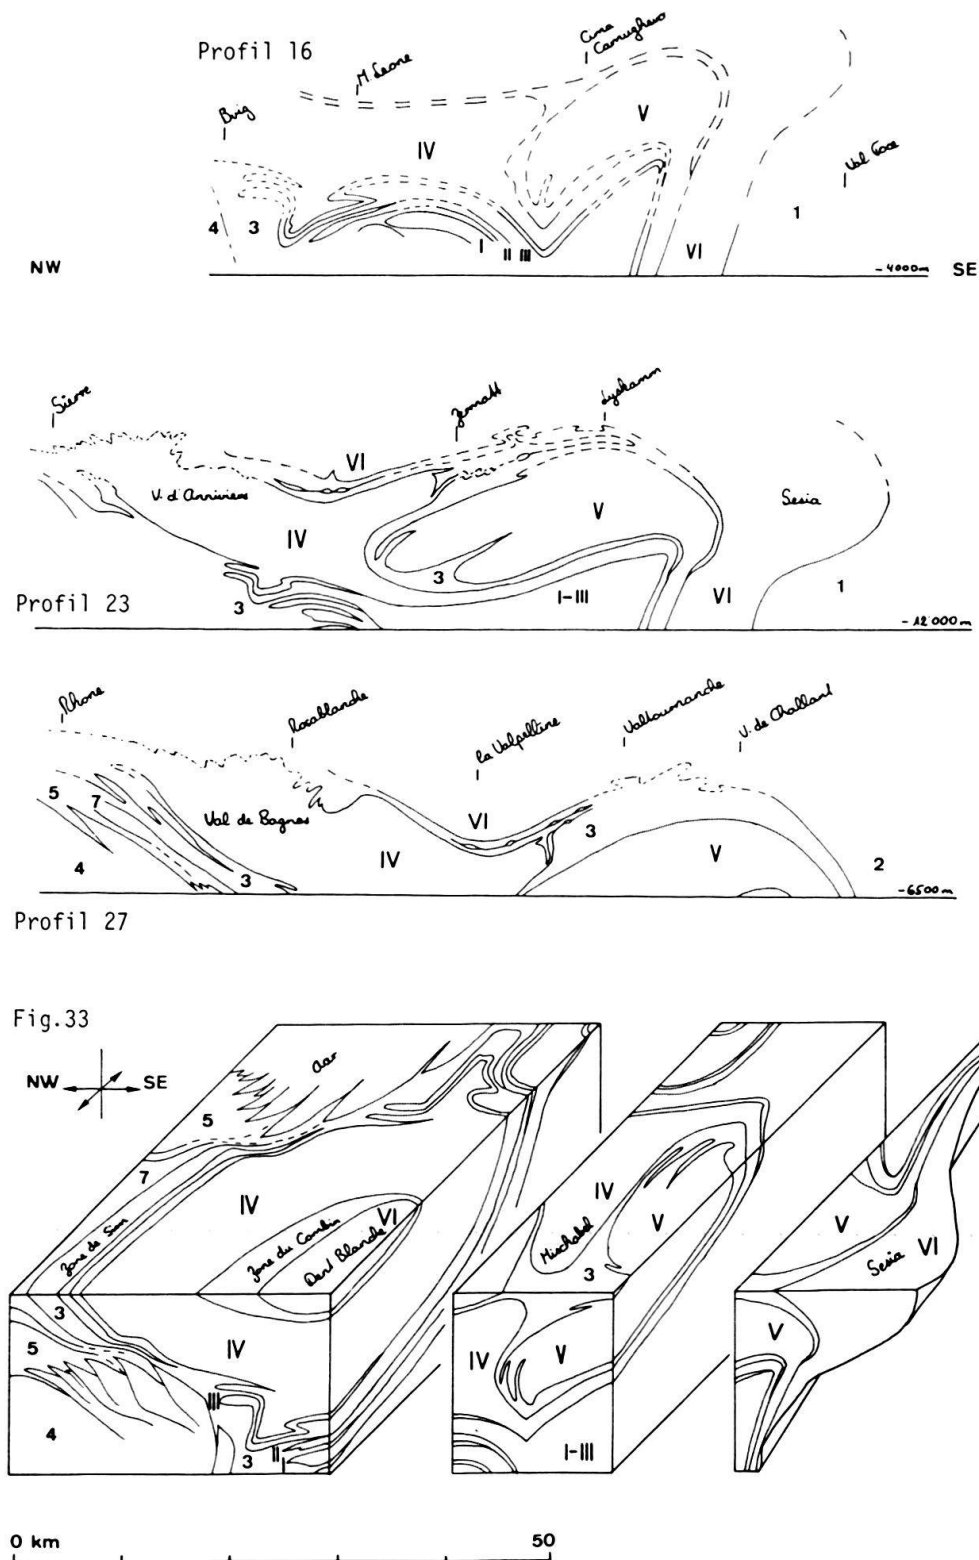 Profil 16
Cima
Camughera
M. Leone
Brig
V
IV
Val Foce
1
4 3
I II III
VI
NW
-4000m SE
Sierre
Zermatt
Lyskamm
VI
V. d'Anniviers
V
Sesia
IV
3
Profil 23
3
I-III
VI
1
-12'000m
Rhone
Rosablanche
la Valpelline
Valtournanche
V. de Challant
5
7
Val de Bagnes
VI
3
IV
V
4
3
2
-6500m
Profil 27
Fig.33
NW SE
Aar
5
7
IV
Zone de Sion
Zone du Combin
Dent Blanche VI
IV
Mischabel
V
3
V
Sesia VI
3
5
IV
III
4
3
II
I
IV
V
I-III
V
0 km 50